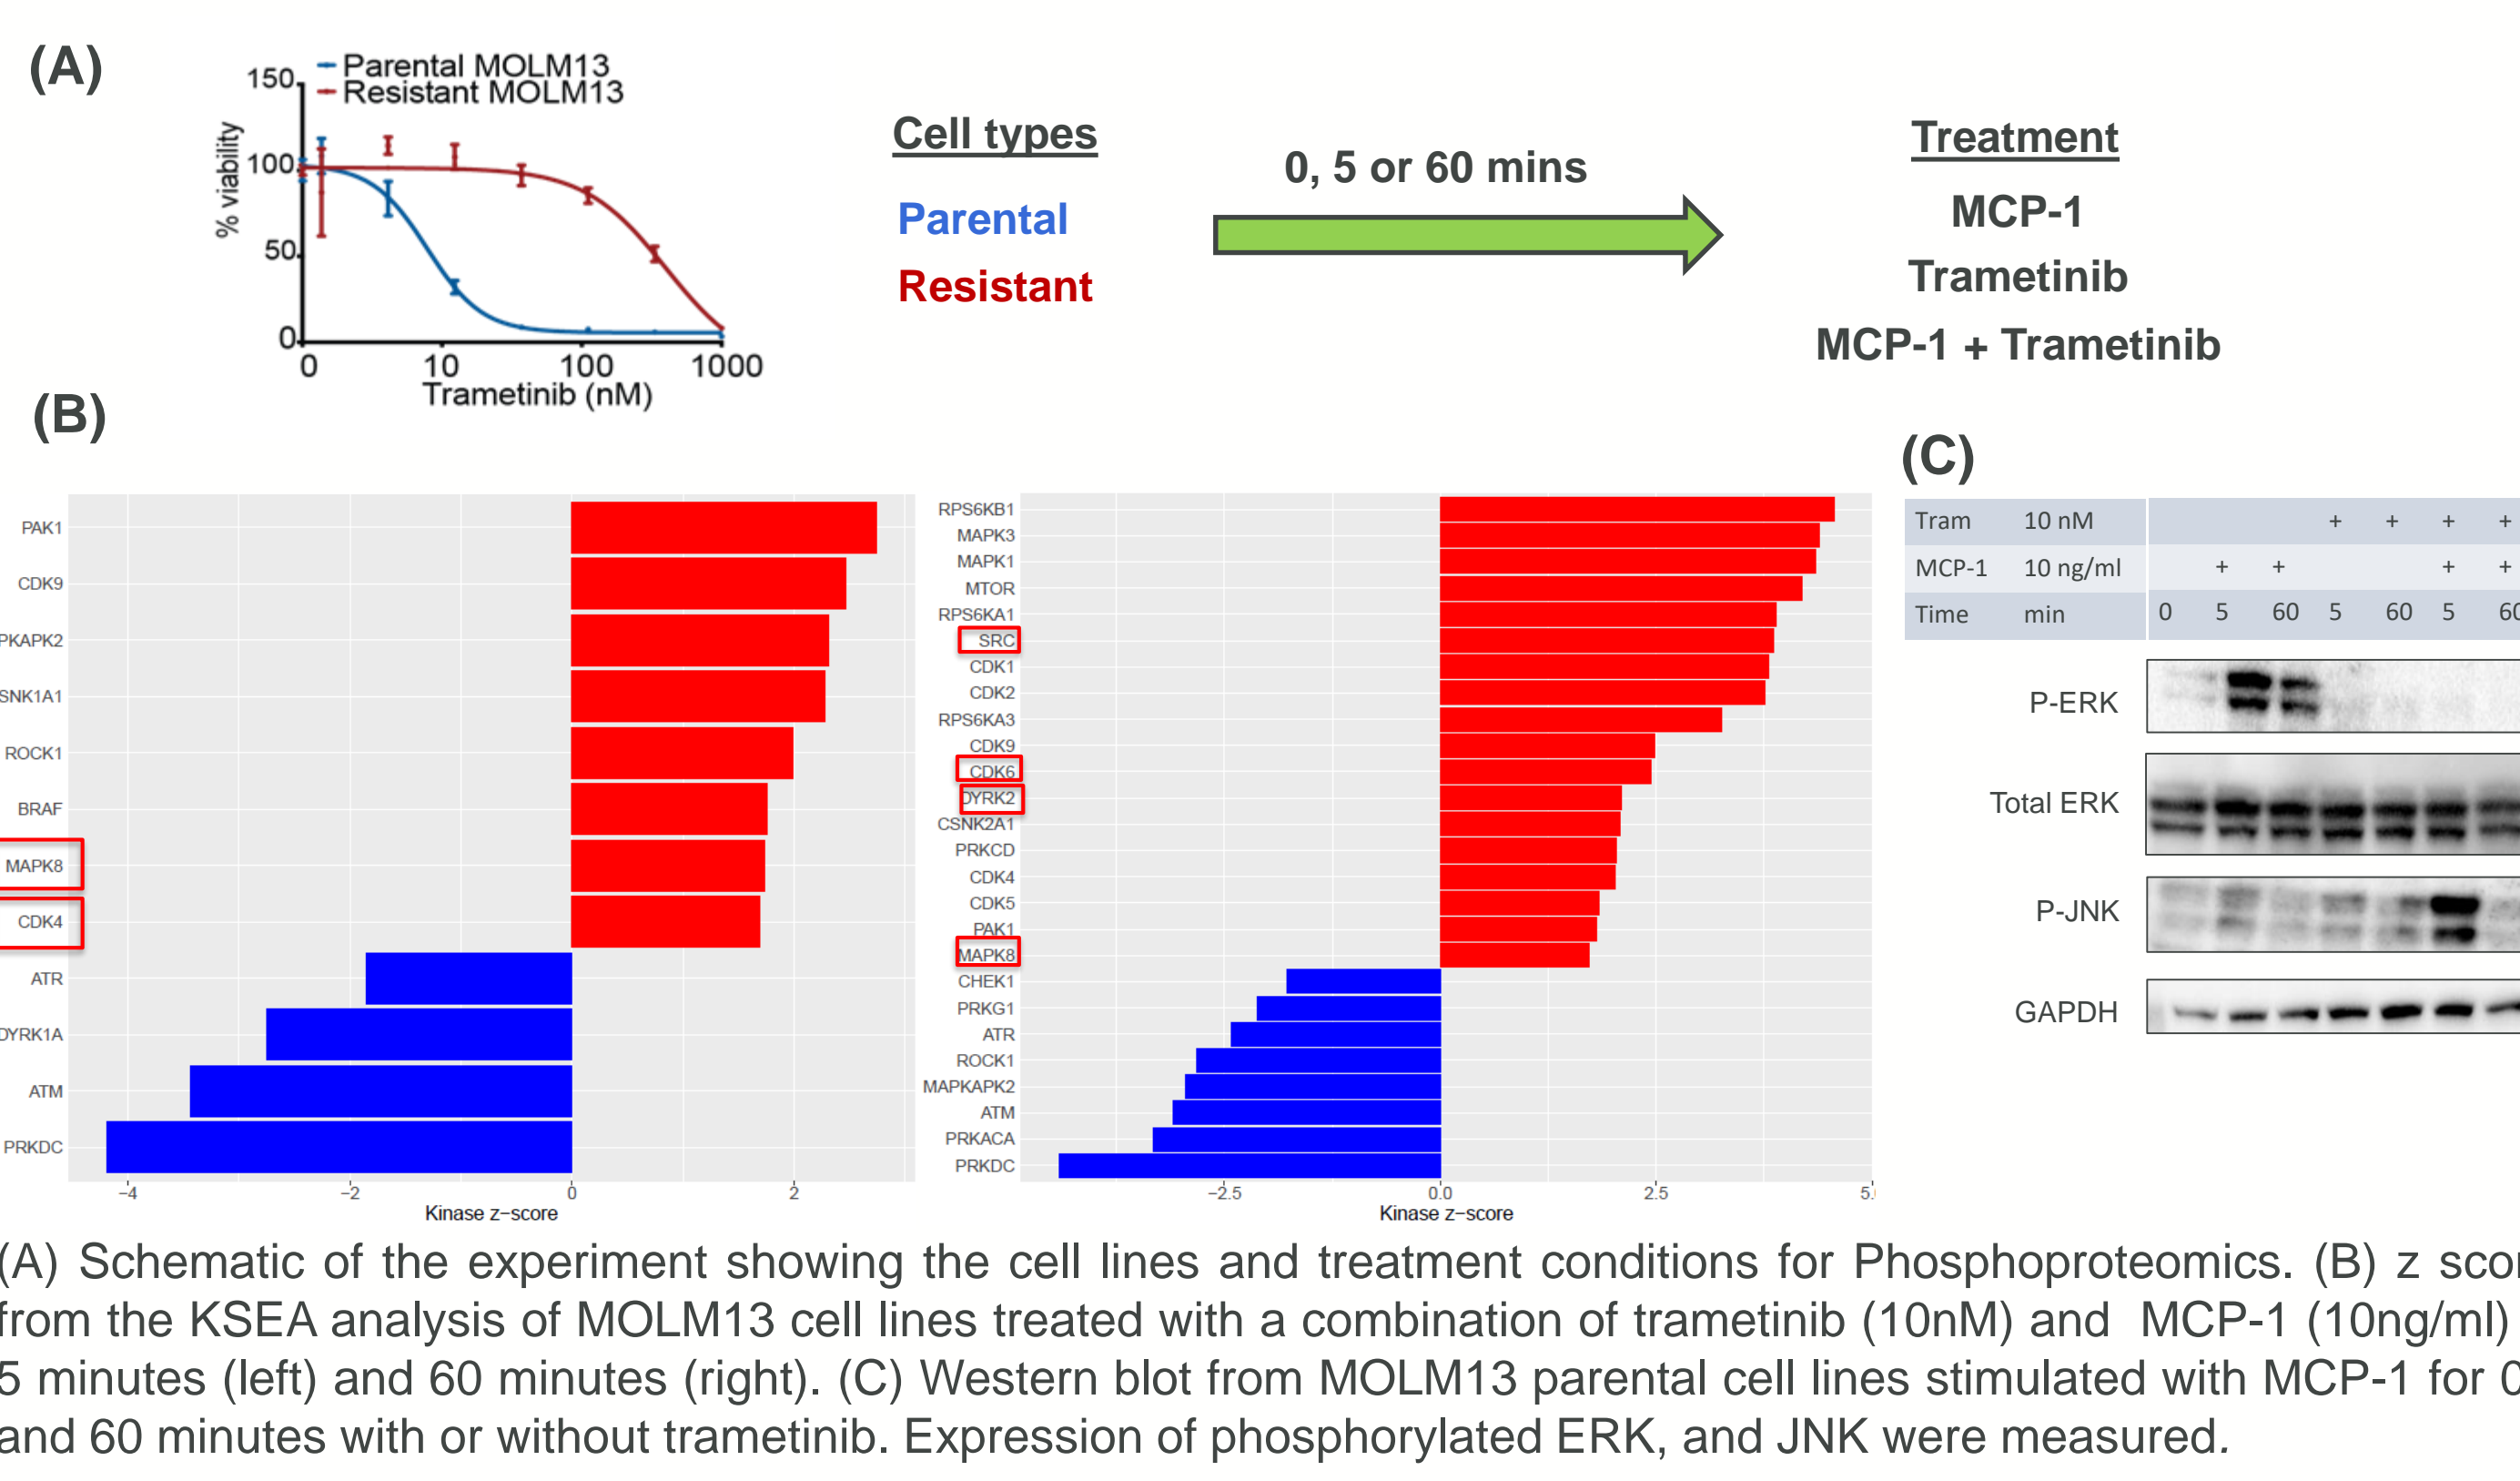 (A)
150
Parental MOLM13
Resistant MOLM13
100
50
0
% viability
0 10 100 1000
Trametinib (nM)
Cell types
Parental
Resistant
0, 5 or 60 mins
Treatment
MCP-1
Trametinib
MCP-1 + Trametinib
(B)
PAK1
CDK9
PKAPK2
SNK1A1
ROCK1
BRAF
MAPK8
CDK4
ATR
DYRK1A
ATM
PRKDC
−4 −2 0 2
Kinase z−score
RPS6KB1
MAPK3
MAPK1
MTOR
RPS6KA1
SRC
CDK1
CDK2
RPS6KA3
CDK9
CDK6
DYRK2
CSNK2A1
PRKCD
CDK4
CDK5
PAK1
MAPK8
CHEK1
PRKG1
ATR
ROCK1
MAPKAPK2
ATM
PRKACA
PRKDC
−2.5 0.0 2.5 5.
Kinase z−score
(C)
Tram 10 nM + + + +
MCP-1 10 ng/ml + + + +
Time min 0 5 60 5 60 5 60
P-ERK
Total ERK
P-JNK
GAPDH
(A) Schematic of the experiment showing the cell lines and treatment conditions for Phosphoproteomics. (B) z scor
from the KSEA analysis of MOLM13 cell lines treated with a combination of trametinib (10nM) and MCP-1 (10ng/ml)
5 minutes (left) and 60 minutes (right). (C) Western blot from MOLM13 parental cell lines stimulated with MCP-1 for 0
and 60 minutes with or without trametinib. Expression of phosphorylated ERK, and JNK were measured.